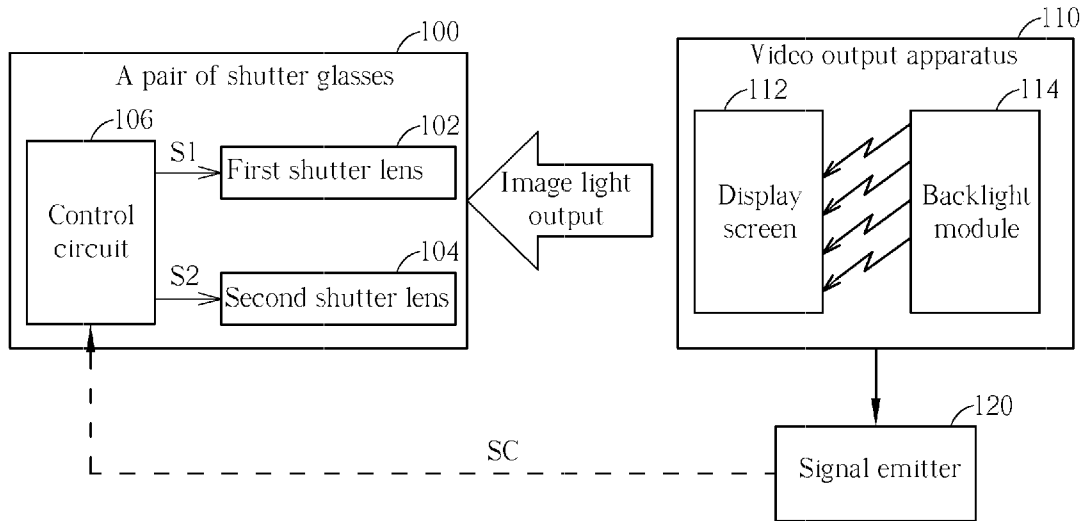 100
A pair of shutter glasses
106
Control
circuit
S1
S2
102
First shutter lens
104
Second shutter lens
Image light
output
110
Video output apparatus
112
Display
screen
114
Backlight
module
120
Signal emitter
SC